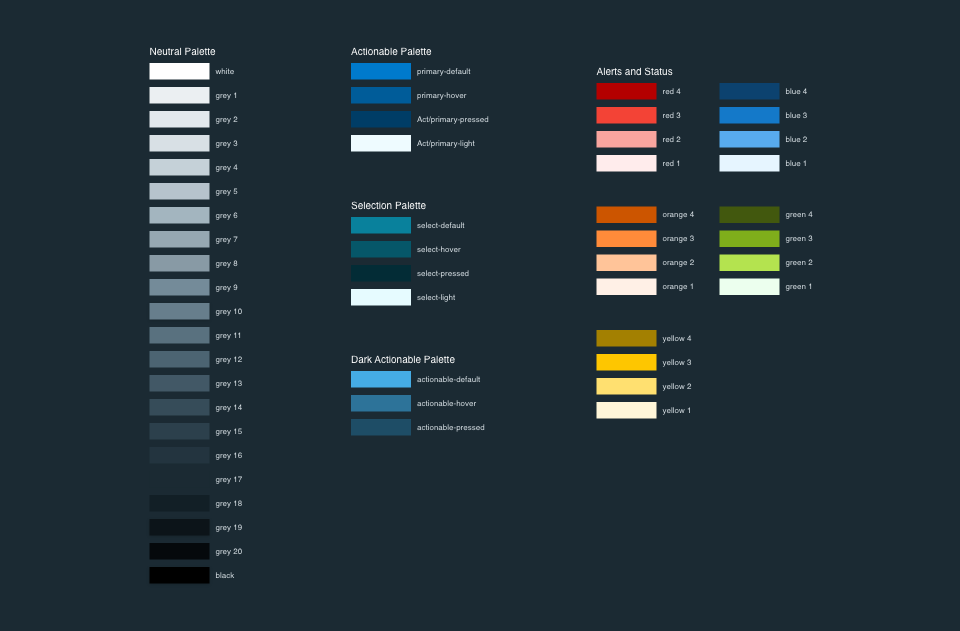 Neutral Palette
white
grey 1
grey 2
grey 3
grey 4
grey 5
grey 6
grey 7
grey 8
grey 9
grey 10
grey 11
grey 12
grey 13
grey 14
grey 15
grey 16
grey 17
grey 18
grey 19
grey 20
black
Actionable Palette
primary-default
primary-hover
Act/primary-pressed
Act/primary-light
Selection Palette
select-default
select-hover
select-pressed
select-light
Dark Actionable Palette
actionable-default
actionable-hover
actionable-pressed
Alerts and Status
red 4
red 3
red 2
red 1
blue 4
blue 3
blue 2
blue 1
orange 4
orange 3
orange 2
orange 1
green 4
green 3
green 2
green 1
yellow 4
yellow 3
yellow 2
yellow 1